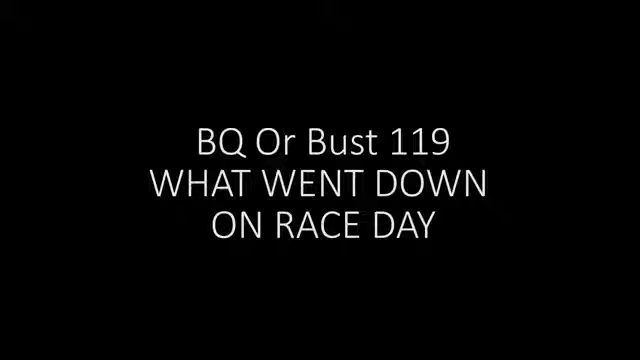 BQ Or Bust 119
WHAT WENT DOWN
ON RACE DAY